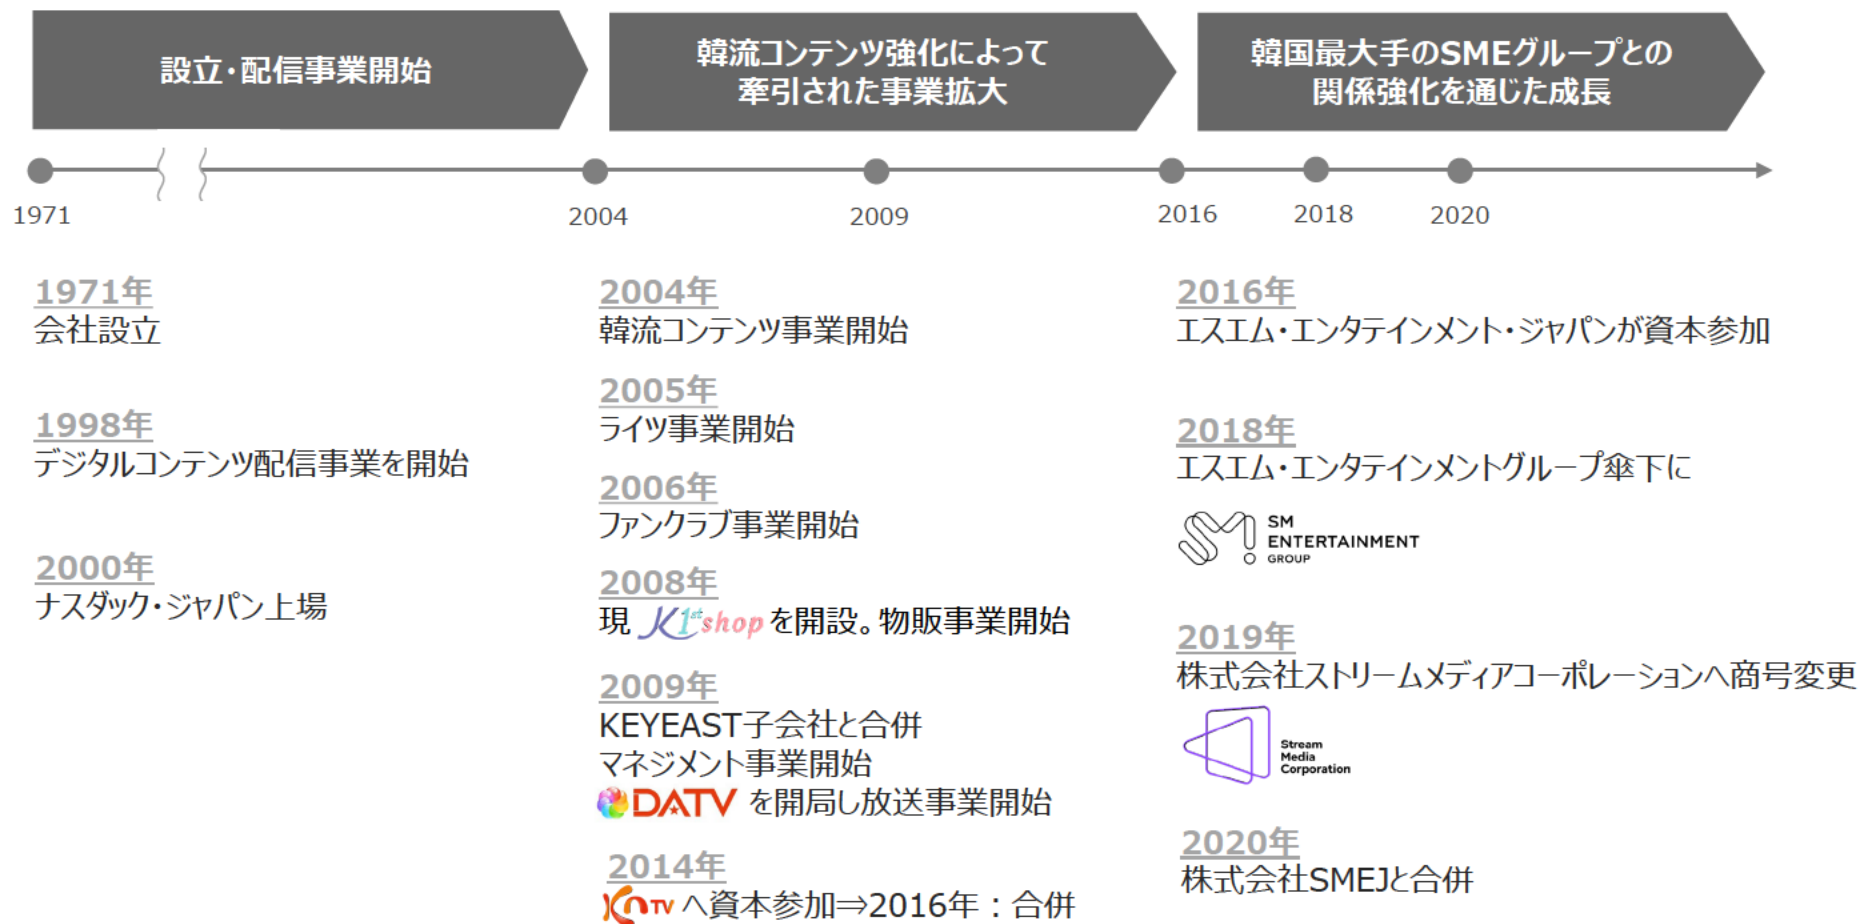 設立・配信事業開始
韓流コンテンツ強化によって
牽引された事業拡大
韓国最大手のSMEグループとの
関係強化を通じた成長
1971
2004
2009
2016
2018
2020
1971年
会社設立
1998年
デジタルコンテンツ配信事業を開始
2000年
ナスダック・ジャパン上場
2004年
韓流コンテンツ事業開始
2005年
ライツ事業開始
2006年
ファンクラブ事業開始
2008年
現 K1st shop を開設。物販事業開始
2009年
KEYEAST子会社と合併
マネジメント事業開始
DATV を開局し放送事業開始
2014年
KNTV へ資本参加⇒2016年：合併
2016年
エスエム・エンタテインメント・ジャパンが資本参加
2018年
エスエム・エンタテインメントグループ傘下に
SM
ENTERTAINMENT
GROUP
2019年
株式会社ストリームメディアコーポレーションへ商号変更
Stream
Media
Corporation
2020年
株式会社SMEJと合併